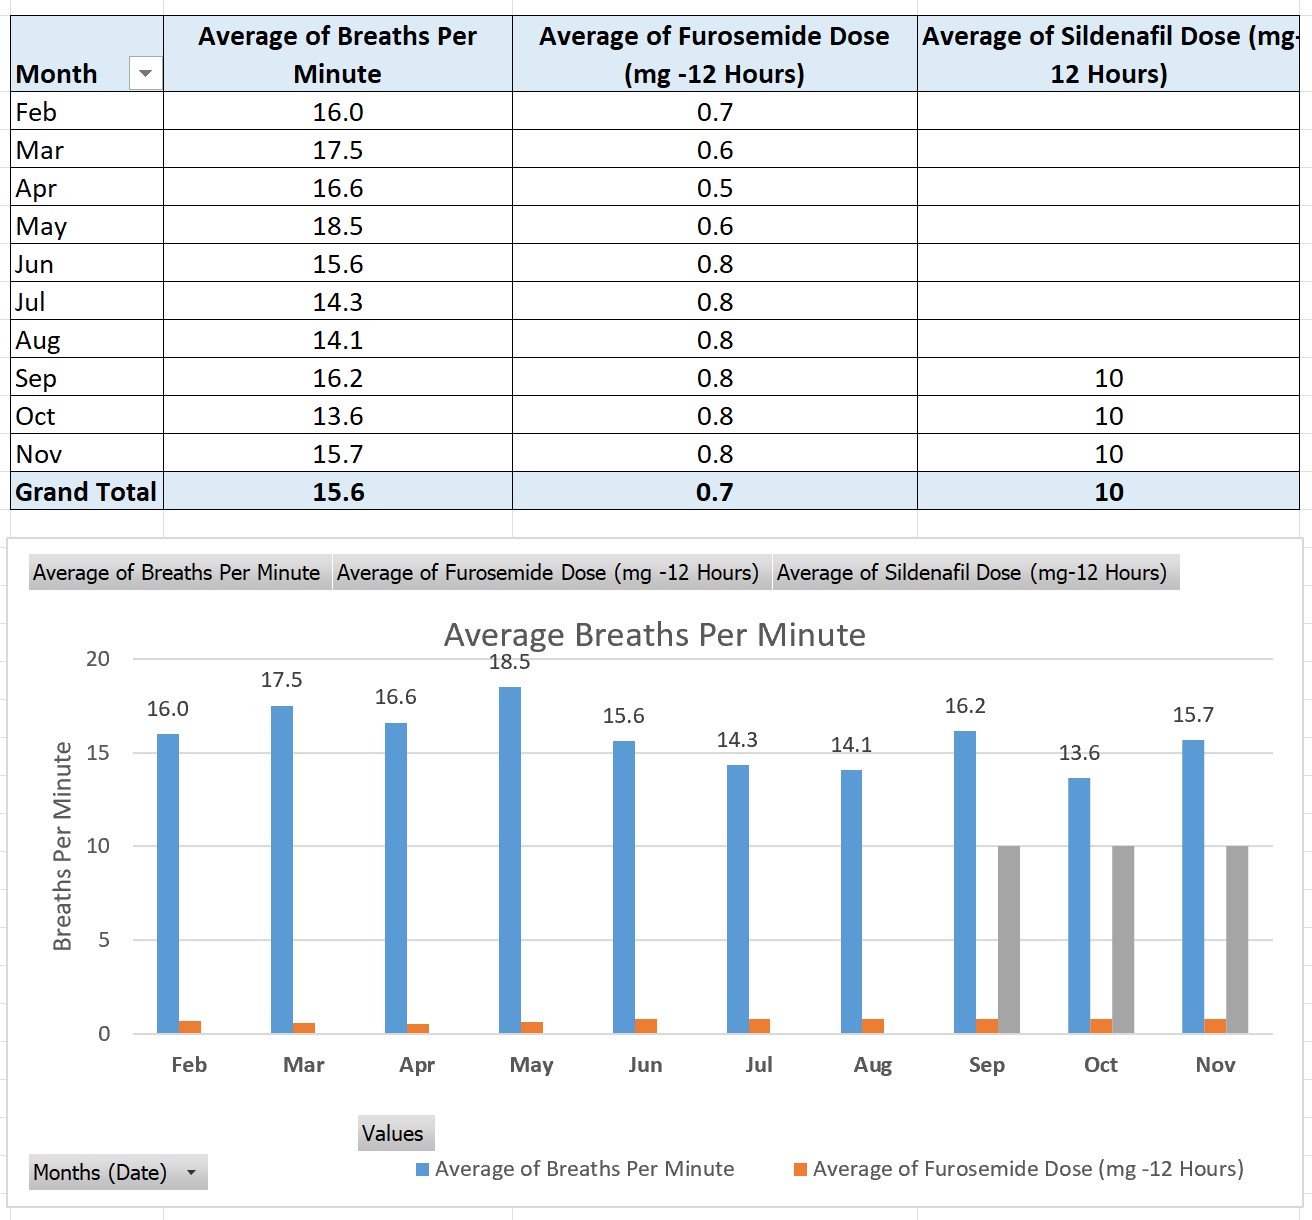 Average of Breaths Per Average of Furosemide Dose Average of Sildenafil Dose (mg-
Month Minute (mg -12 Hours) 12 Hours)
Feb 16.0 0.7
Mar 17.5 0.6
Apr 16.6 0.5
May 18.5 0.6
Jun 15.6 0.8
Jul 14.3 0.8
Aug 14.1 0.8
Sep 16.2 0.8 10
Oct 13.6 0.8 10
Nov 15.7 0.8 10
Grand Total 15.6 0.7 10
Average of Breaths Per Minute Average of Furosemide Dose (mg -12 Hours) Average of Sildenafil Dose (mg-12 Hours)
Average Breaths Per Minute
Breaths Per Minute
20
15
10
5
0
16.0 17.5 16.6 18.5 15.6 14.3 14.1 16.2 13.6 15.7
Feb Mar Apr May Jun Jul Aug Sep Oct Nov
Values
Months (Date)
Average of Breaths Per Minute Average of Furosemide Dose (mg -12 Hours)